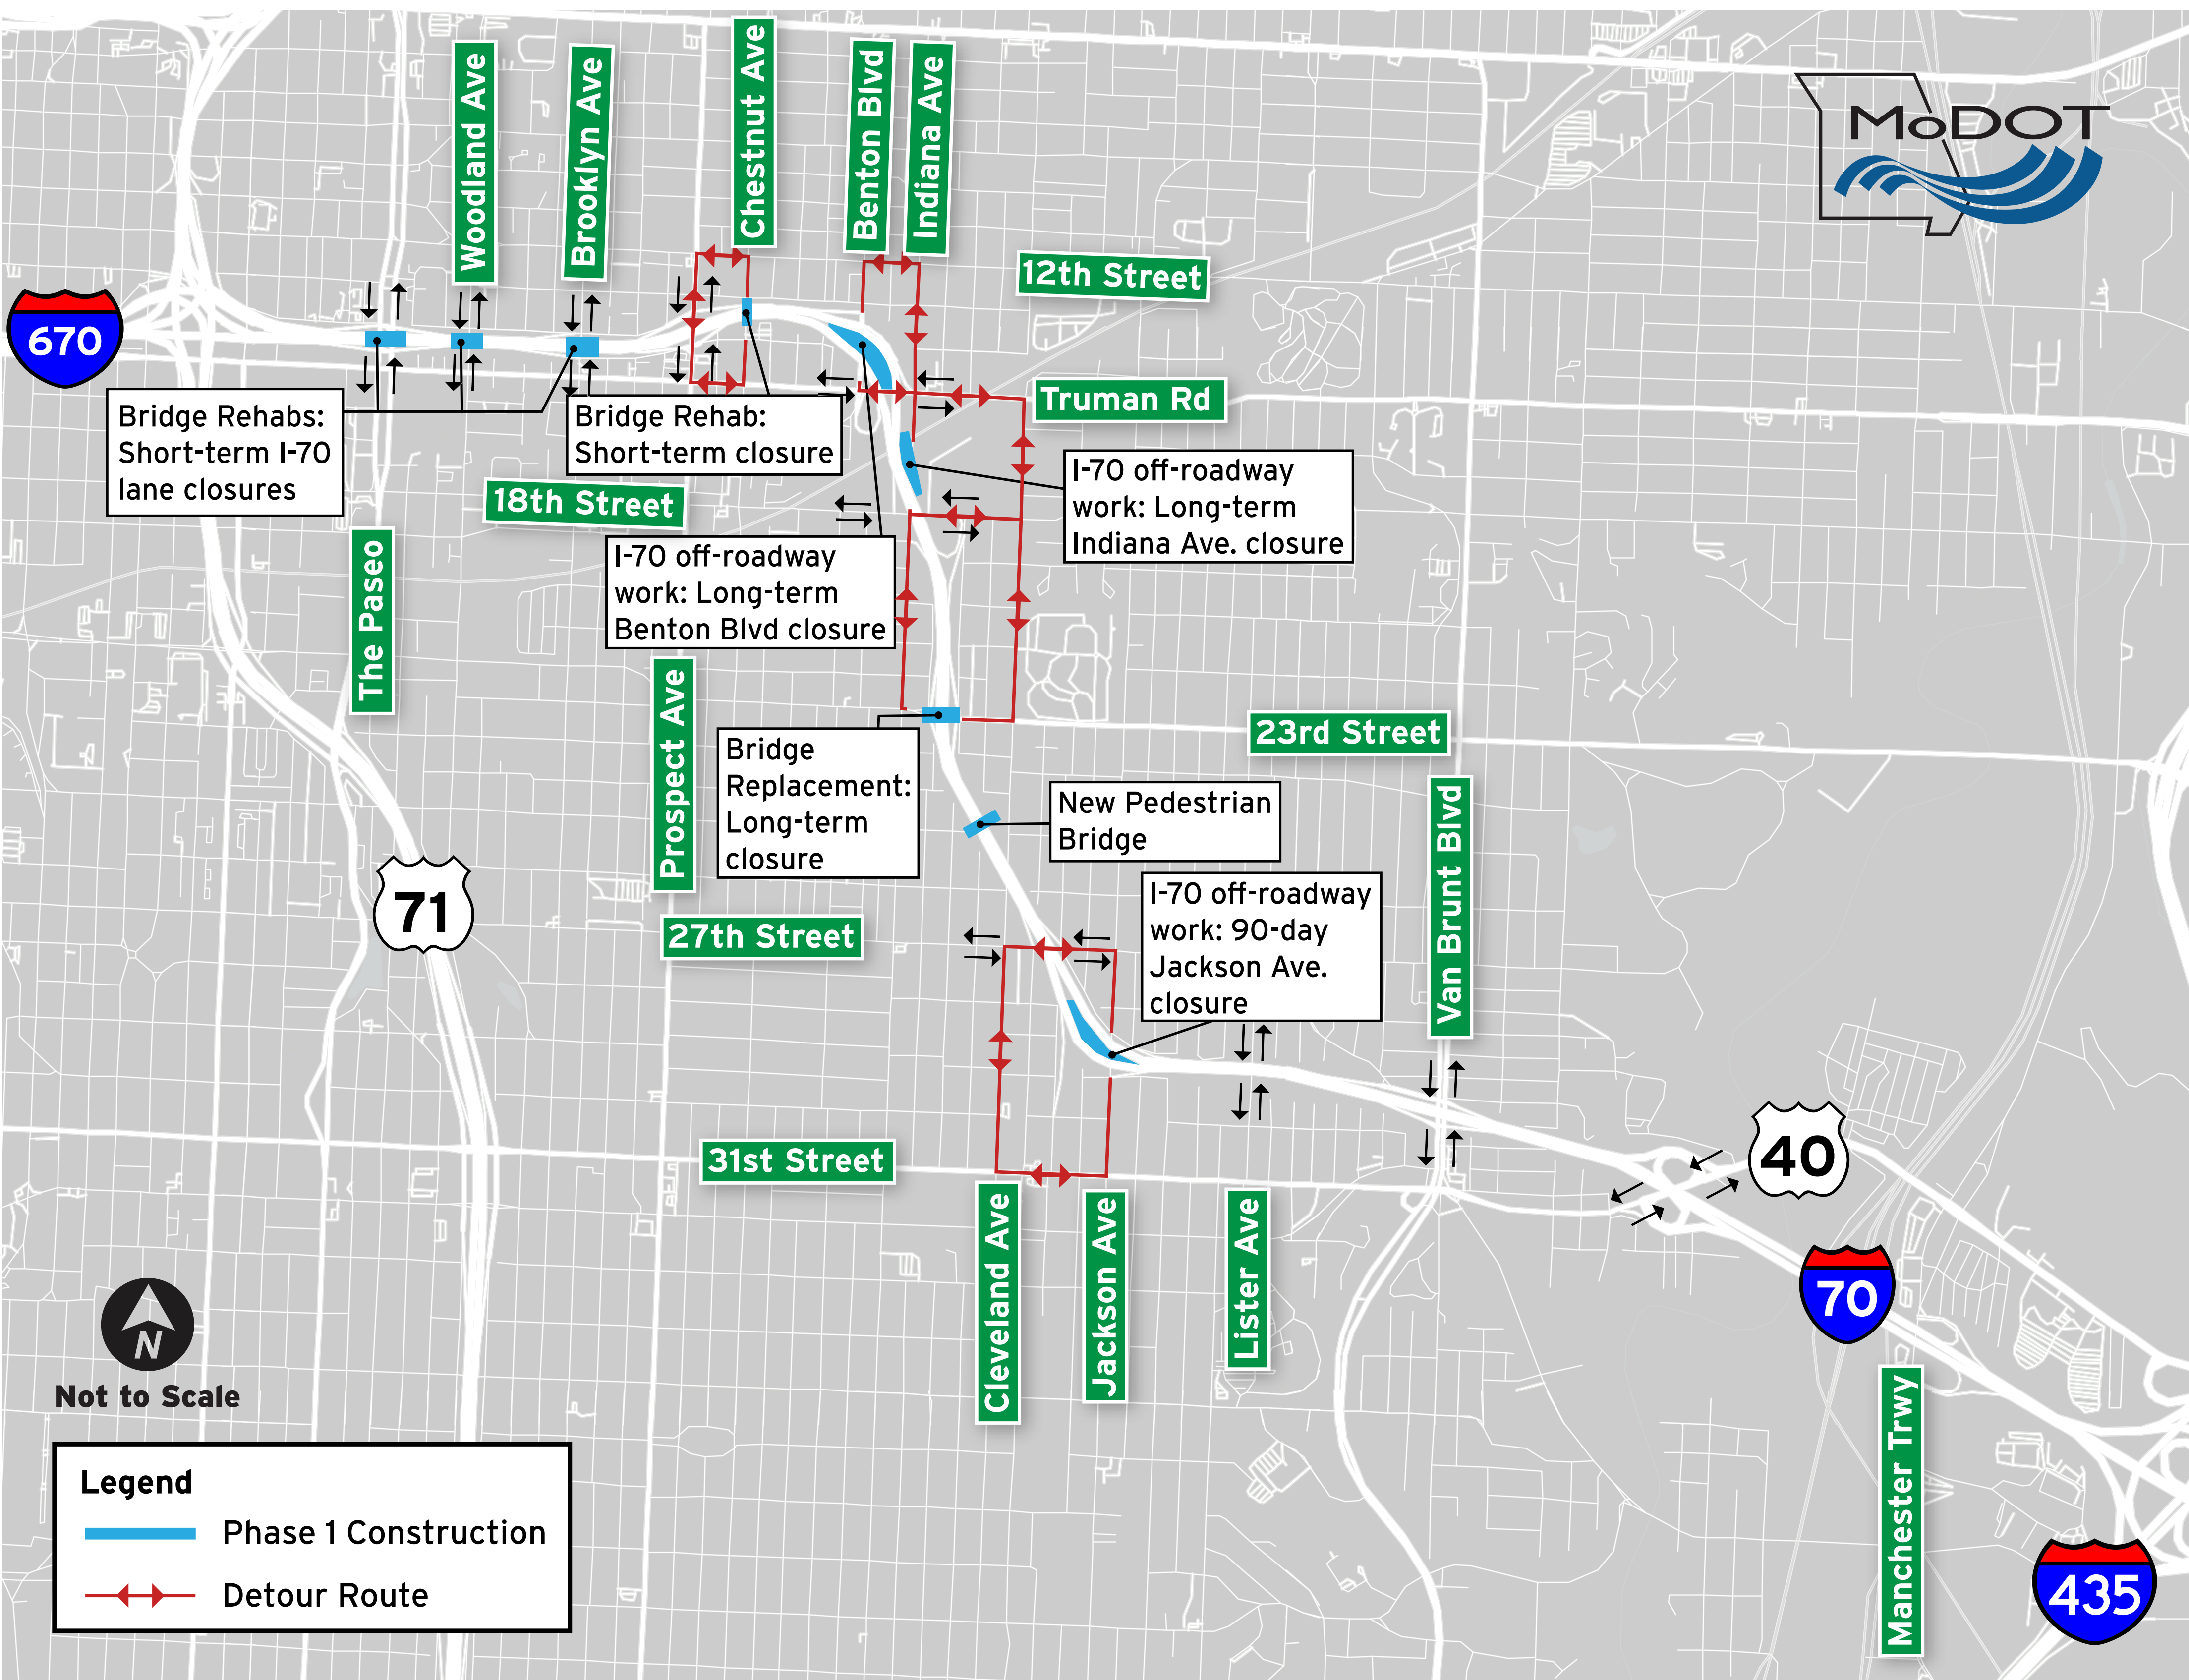 Woodland Ave
Brooklyn Ave
Chestnut Ave
Benton Blvd
Indiana Ave
MoDOT
12th Street
670
Truman Rd
Bridge Rehabs:
Short-term I-70
lane closures
Bridge Rehab:
Short-term closure
18th Street
I-70 off-roadway
work: Long-term
Indiana Ave. closure
The Paseo
I-70 off-roadway
work: Long-term
Benton Blvd closure
Prospect Ave
23rd Street
Bridge
Replacement:
Long-term
closure
New Pedestrian
Bridge
Van Brunt Blvd
71
27th Street
I-70 off-roadway
work: 90-day
Jackson Ave.
closure
31st Street
40
Cleveland Ave
Jackson Ave
Lister Ave
70
N
Not to Scale
Manchester Trwy
Legend
Phase 1 Construction
Detour Route
435